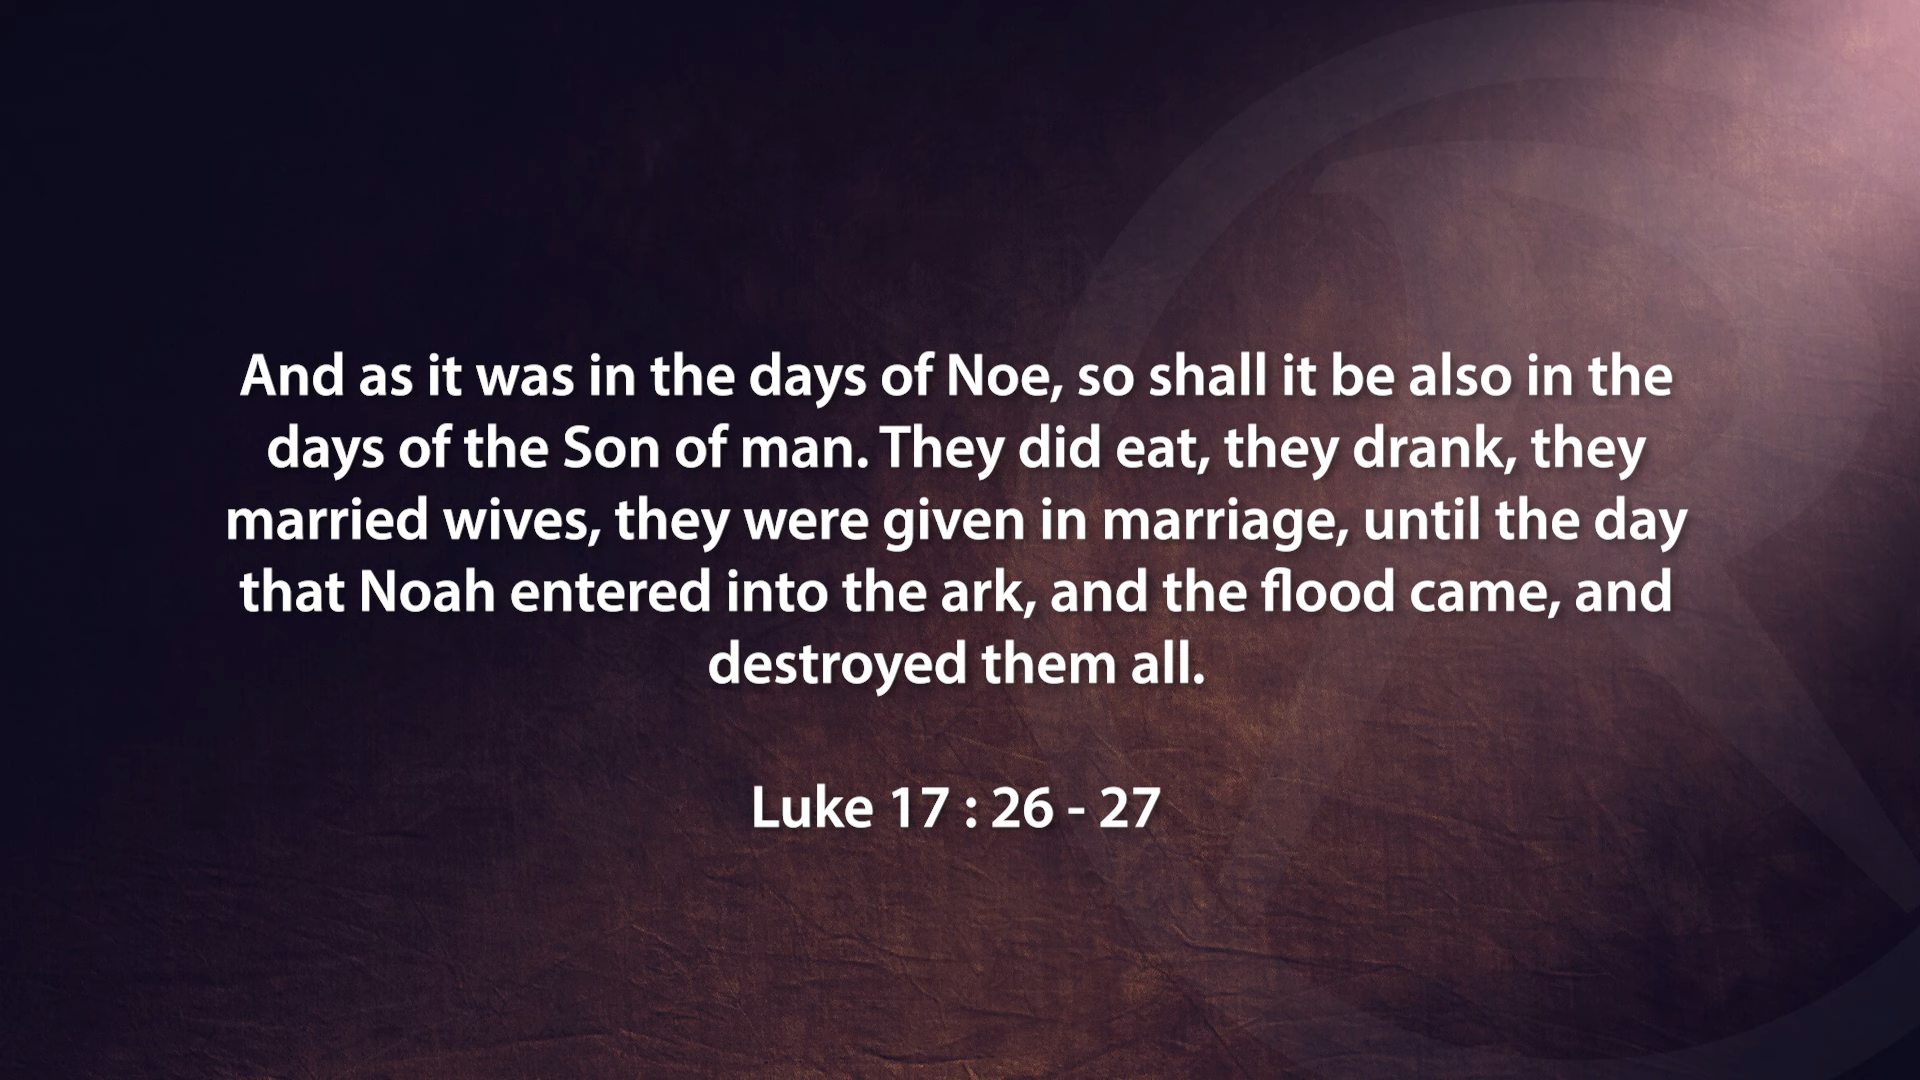 And as it was in the days of Noe, so shall it be also in the
days of the Son of man. They did eat, they drank, they
married wives, they were given in marriage, until the day
that Noah entered into the ark, and the flood came, and
destroyed them all.
Luke 17 : 26 - 27